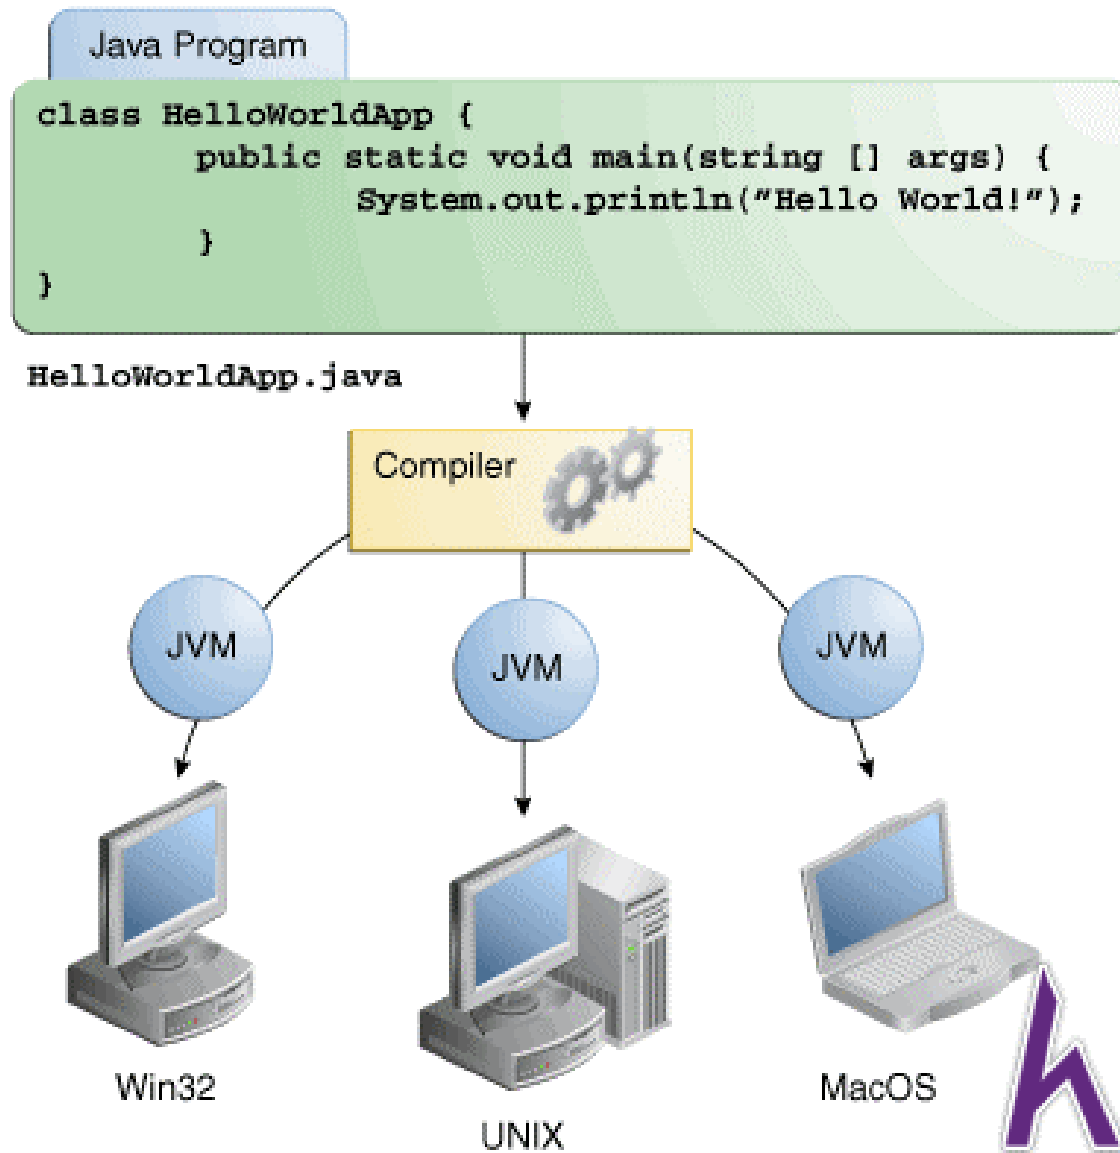 Java Program
class HelloWorldApp {
public static void main(string [] args) {
System.out.println("Hello World!");
}
}
HelloWorldApp.java
Compiler
JVM
JVM
JVM
Win32
UNIX
MacOS
h